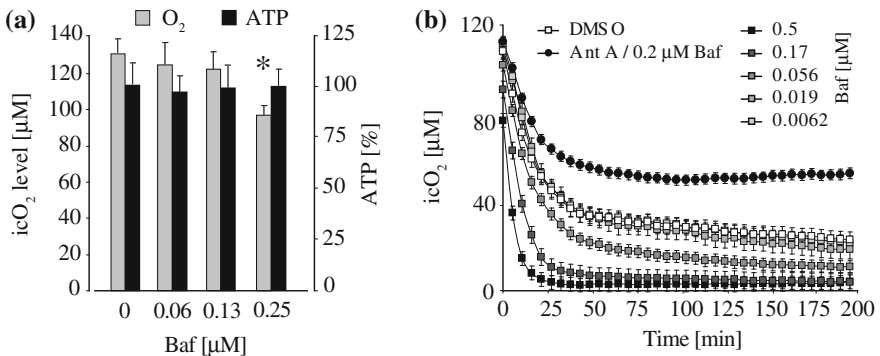 (a)
O2
ATP
icO2 level [µM]
140
120
100
80
60
40
20
0
*
125
100
75
50
25
0
ATP [%]
0 0.06 0.13 0.25
Baf [µM]
(b)
DMSO
Ant A / 0.2 µM Baf
0.5
0.17
0.056
0.019
0.0062
Baf [µM]
icO2 [µM]
120
80
40
0
0 25 50 75 100 125 150 175 200
Time [min]